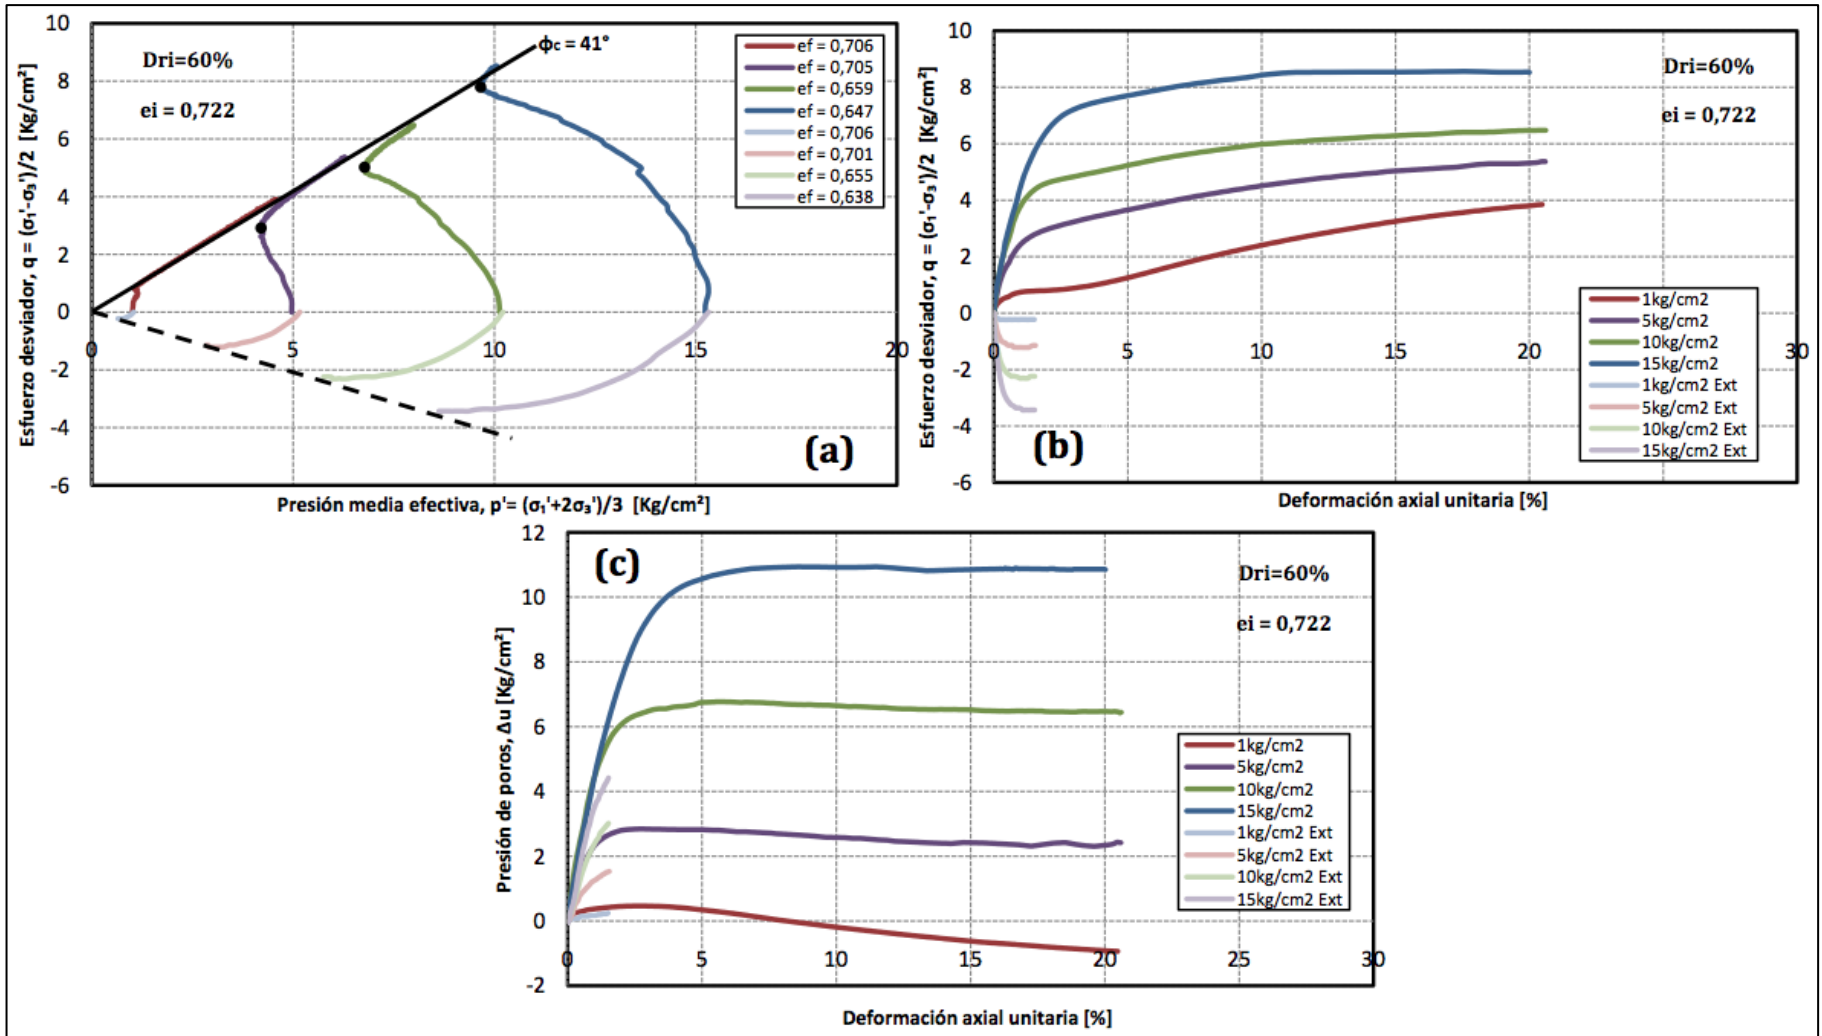 10
8
6
4
2
0
-2
-4
-6
0
5
10
15
20
Dri=60%
ei = 0,722
ϕc = 41°
ef = 0,706
ef = 0,705
ef = 0,659
ef = 0,647
ef = 0,706
ef = 0,701
ef = 0,655
ef = 0,638
(a)
Esfuerzo desviador, q = (σ₁'-σ₃')/2 [Kg/cm²]
Presión media efectiva, p'= (σ₁'+2σ₃')/3 [Kg/cm²]
10
8
6
4
2
0
-2
-4
-6
0
5
10
15
20
30
Dri=60%
ei = 0,722
1kg/cm2
5kg/cm2
10kg/cm2
15kg/cm2
1kg/cm2 Ext
5kg/cm2 Ext
10kg/cm2 Ext
15kg/cm2 Ext
(b)
Esfuerzo desviador, q = (σ₁'-σ₃')/2 [Kg/cm²]
Deformación axial unitaria [%]
12
10
8
6
4
2
0
-2
0
5
10
15
20
25
30
(c)
Dri=60%
ei = 0,722
1kg/cm2
5kg/cm2
10kg/cm2
15kg/cm2
1kg/cm2 Ext
5kg/cm2 Ext
10kg/cm2 Ext
15kg/cm2 Ext
Presión de poros, Δu [Kg/cm²]
Deformación axial unitaria [%]